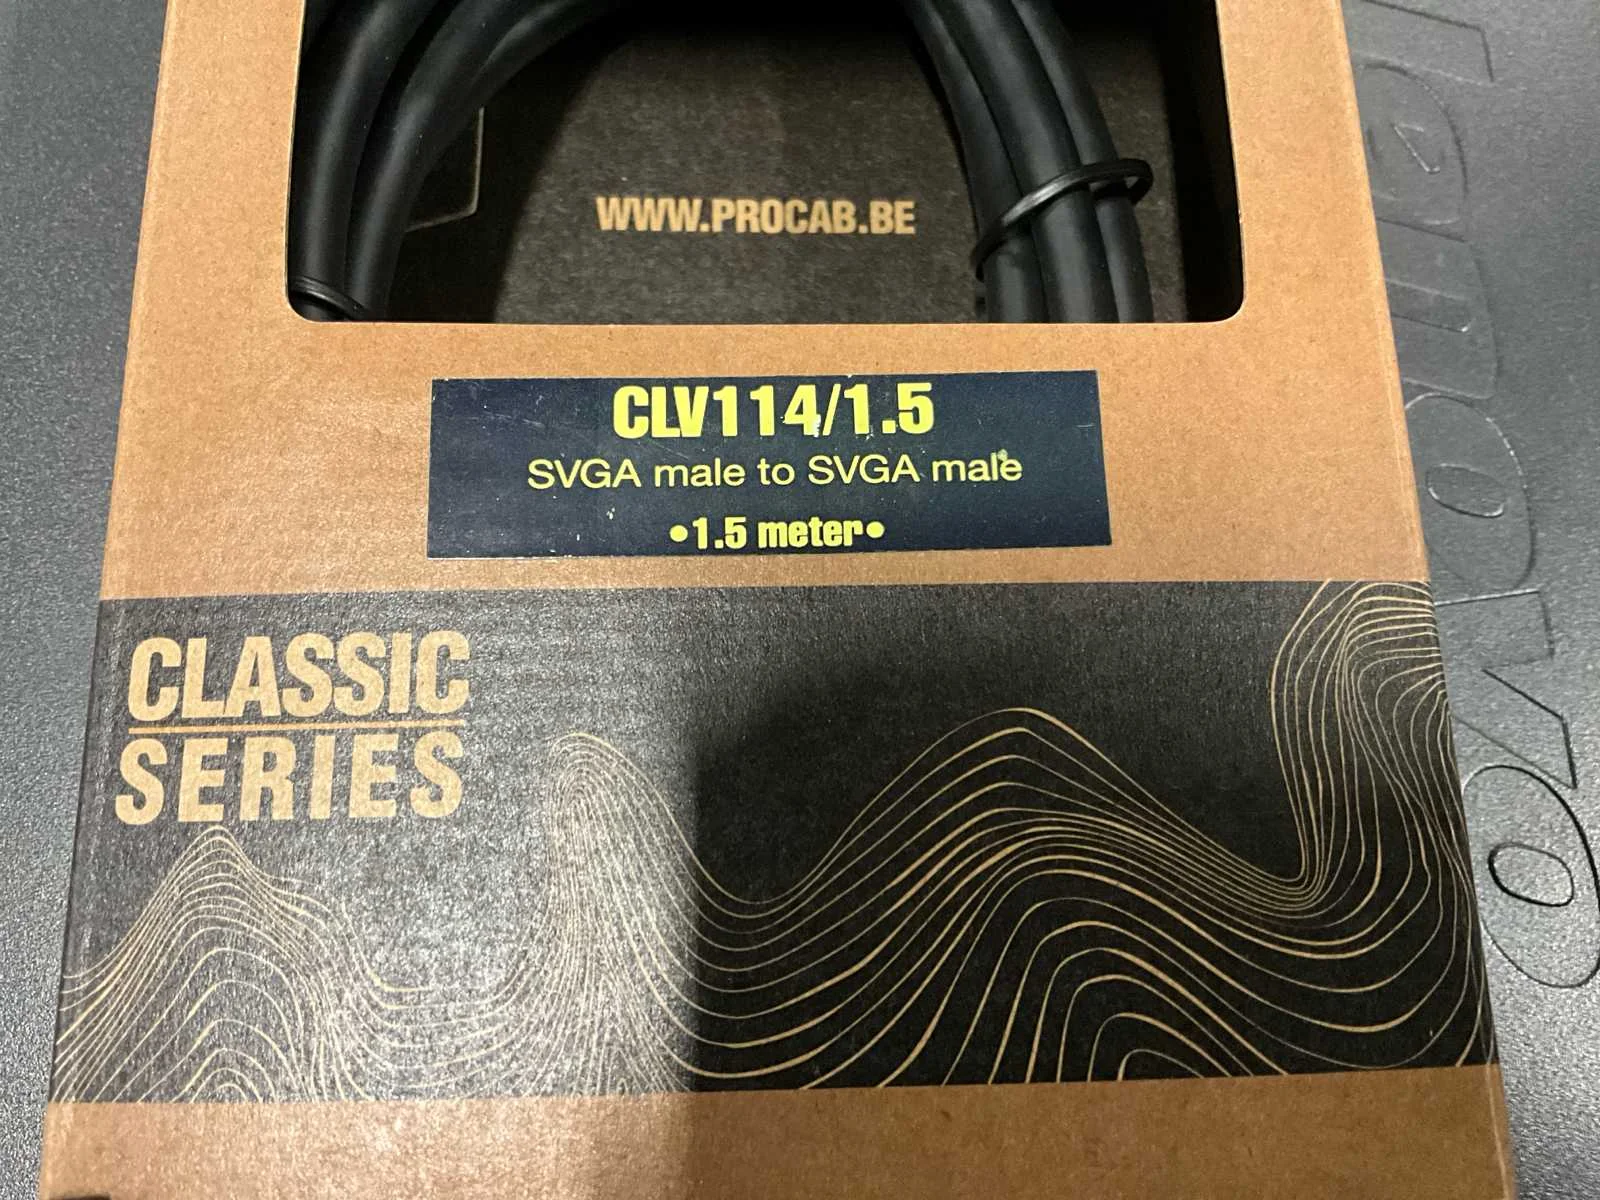 WWW.PROCAB.BE
CLV114/1.5
SVGA male to SVGA male
•1.5 meter•
CLASSIC
SERIES